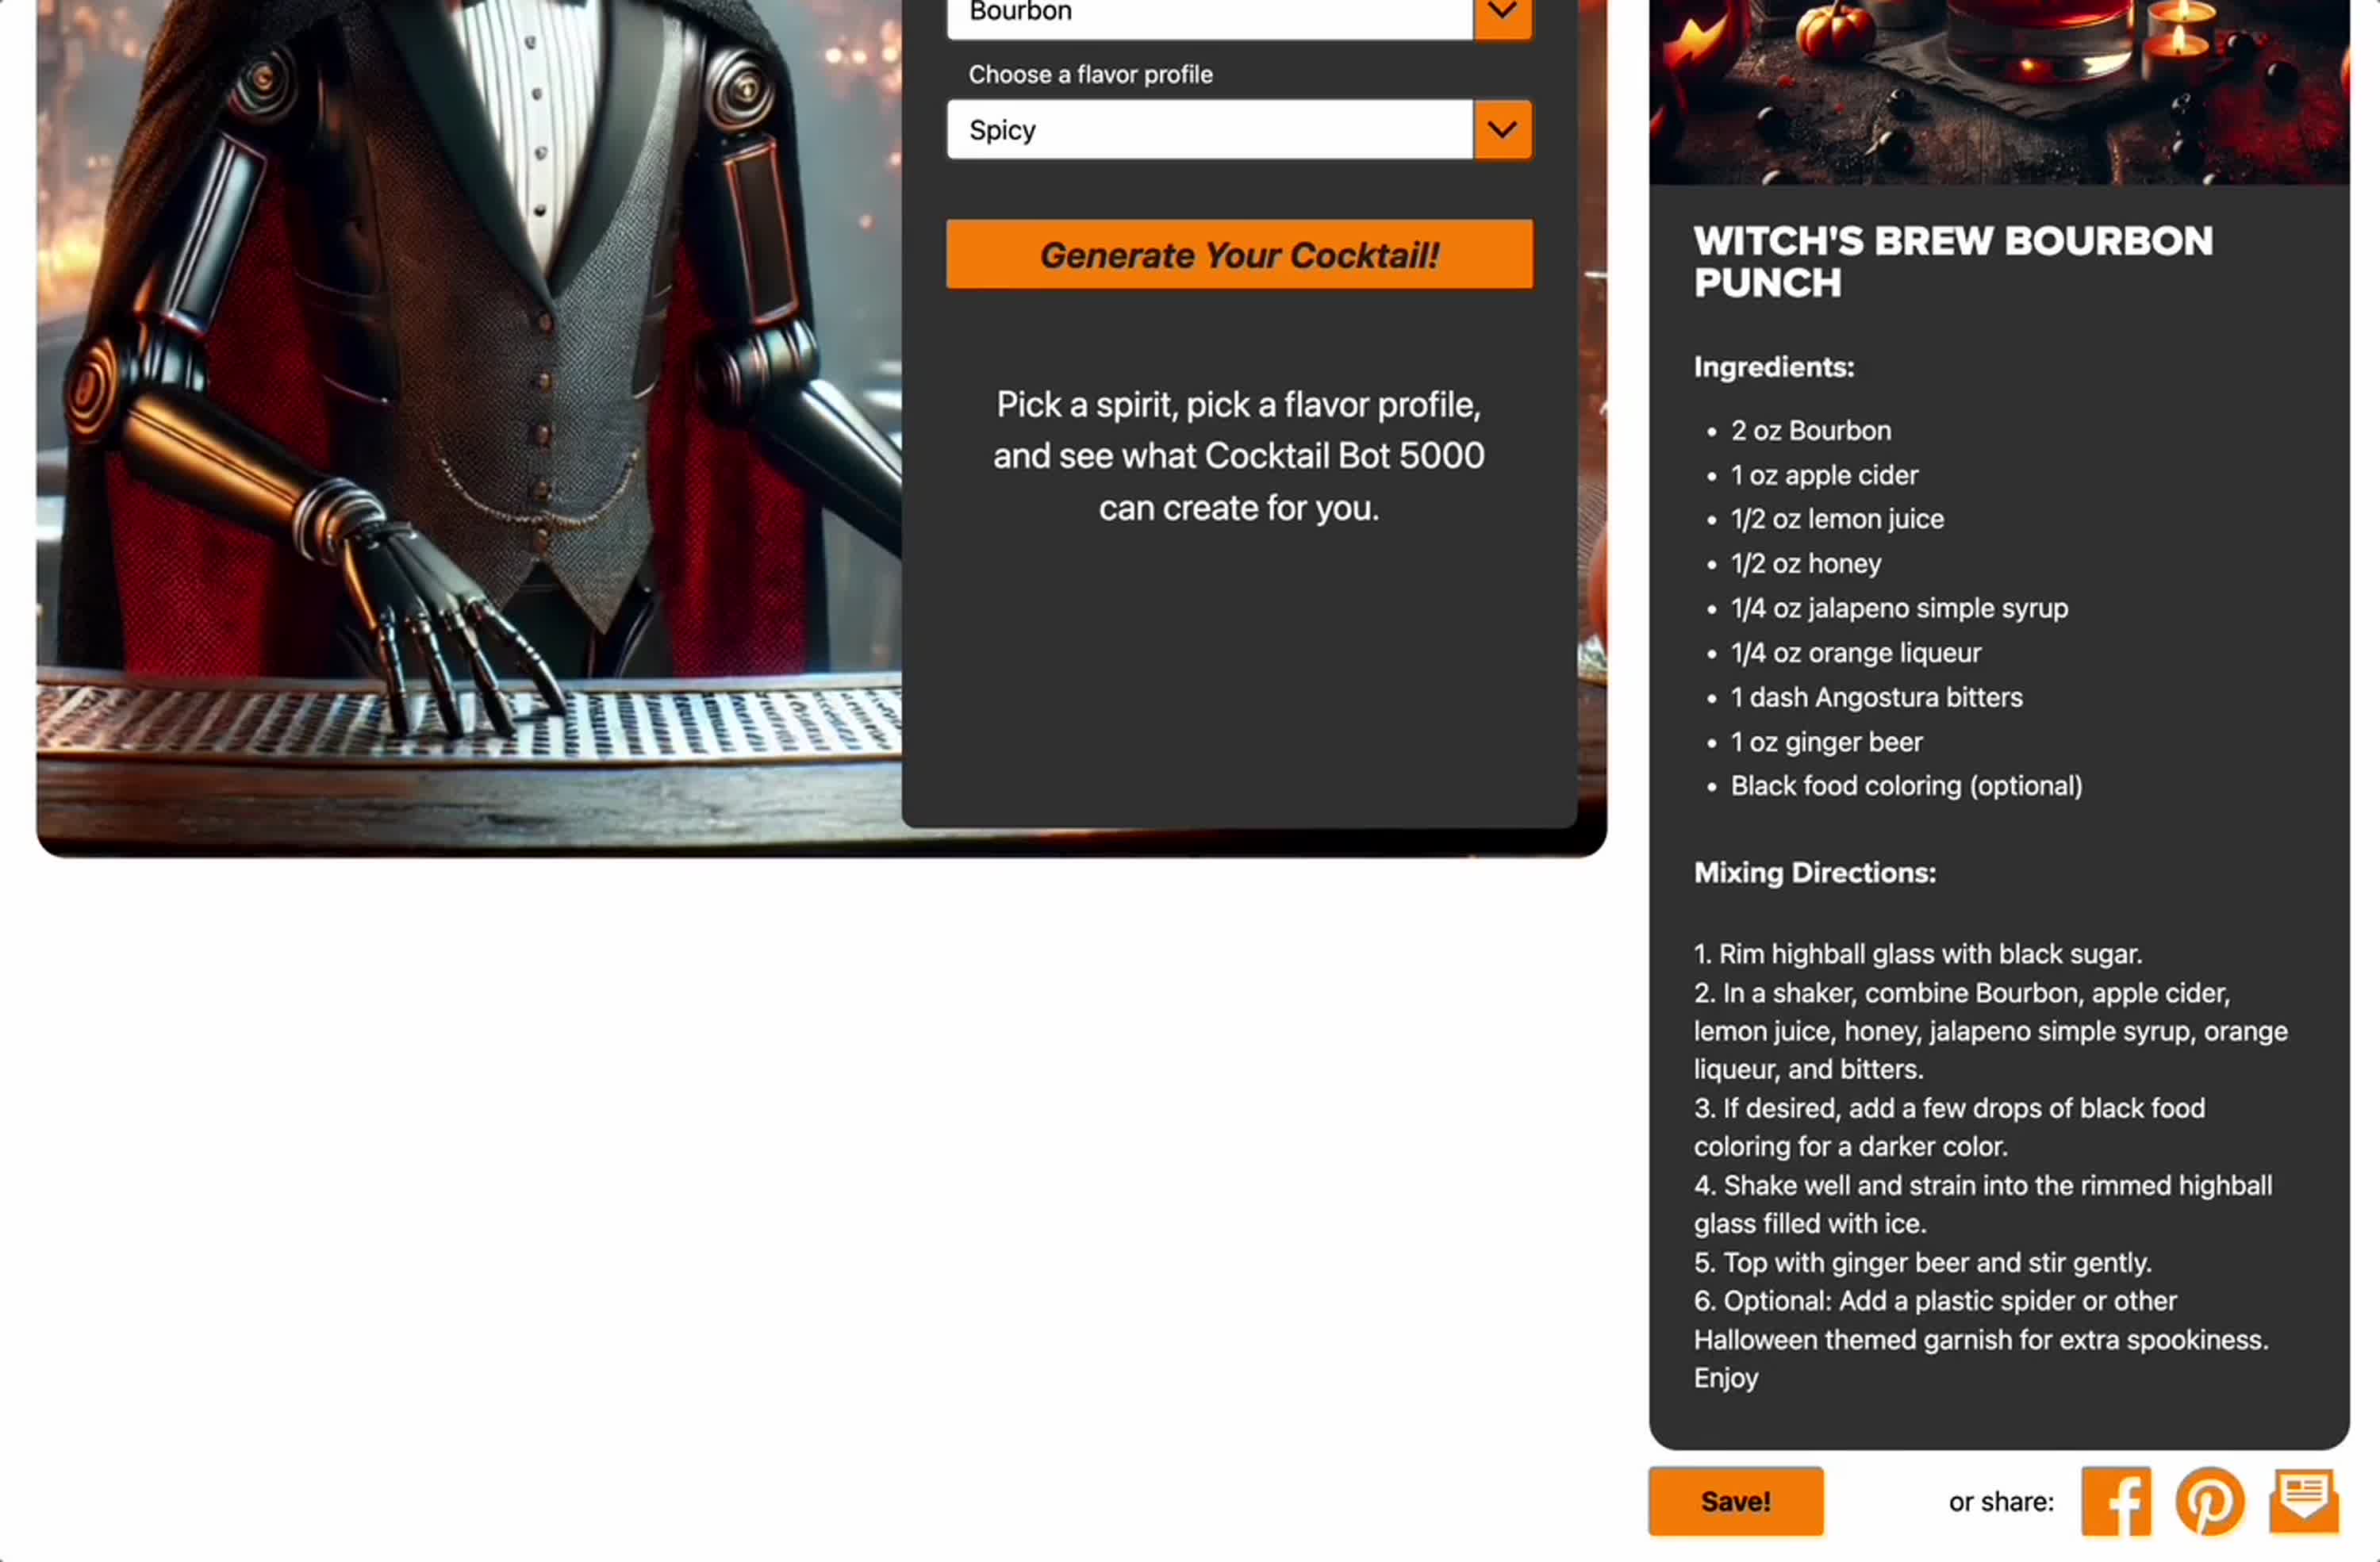 Bourbon
Choose a flavor profile
Spicy
Generate Your Cocktail!
Pick a spirit, pick a flavor profile,
and see what Cocktail Bot 5000
can create for you.
WITCH'S BREW BOURBON
PUNCH
Ingredients:
• 2 oz Bourbon
• 1 oz apple cider
• 1/2 oz lemon juice
• 1/2 oz honey
• 1/4 oz jalapeno simple syrup
• 1/4 oz orange liqueur
• 1 dash Angostura bitters
• 1 oz ginger beer
• Black food coloring (optional)
Mixing Directions:
1. Rim highball glass with black sugar.
2. In a shaker, combine Bourbon, apple cider,
lemon juice, honey, jalapeno simple syrup, orange
liqueur, and bitters.
3. If desired, add a few drops of black food
coloring for a darker color.
4. Shake well and strain into the rimmed highball
glass filled with ice.
5. Top with ginger beer and stir gently.
6. Optional: Add a plastic spider or other
Halloween themed garnish for extra spookiness.
Enjoy
Save!
or share: